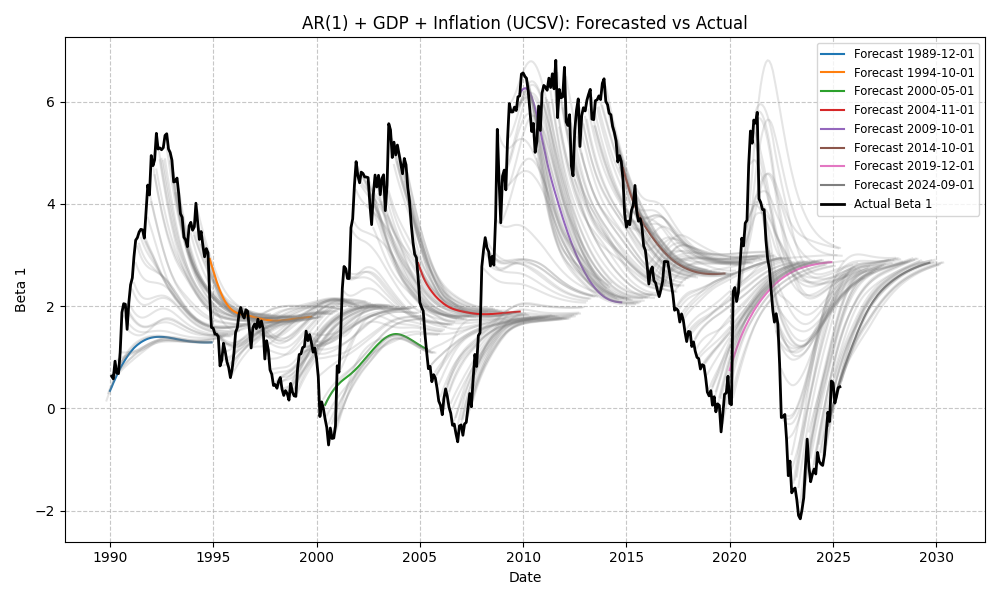 AR(1) + GDP + Inflation (UCSV): Forecasted vs Actual
Forecast 1989-12-01
Forecast 1994-10-01
Forecast 2000-05-01
Forecast 2004-11-01
Forecast 2009-10-01
Forecast 2014-10-01
Forecast 2019-12-01
Forecast 2024-09-01
Actual Beta 1
Beta 1
6
4
2
0
−2
1990 1995 2000 2005 2010 2015 2020 2025 2030
Date